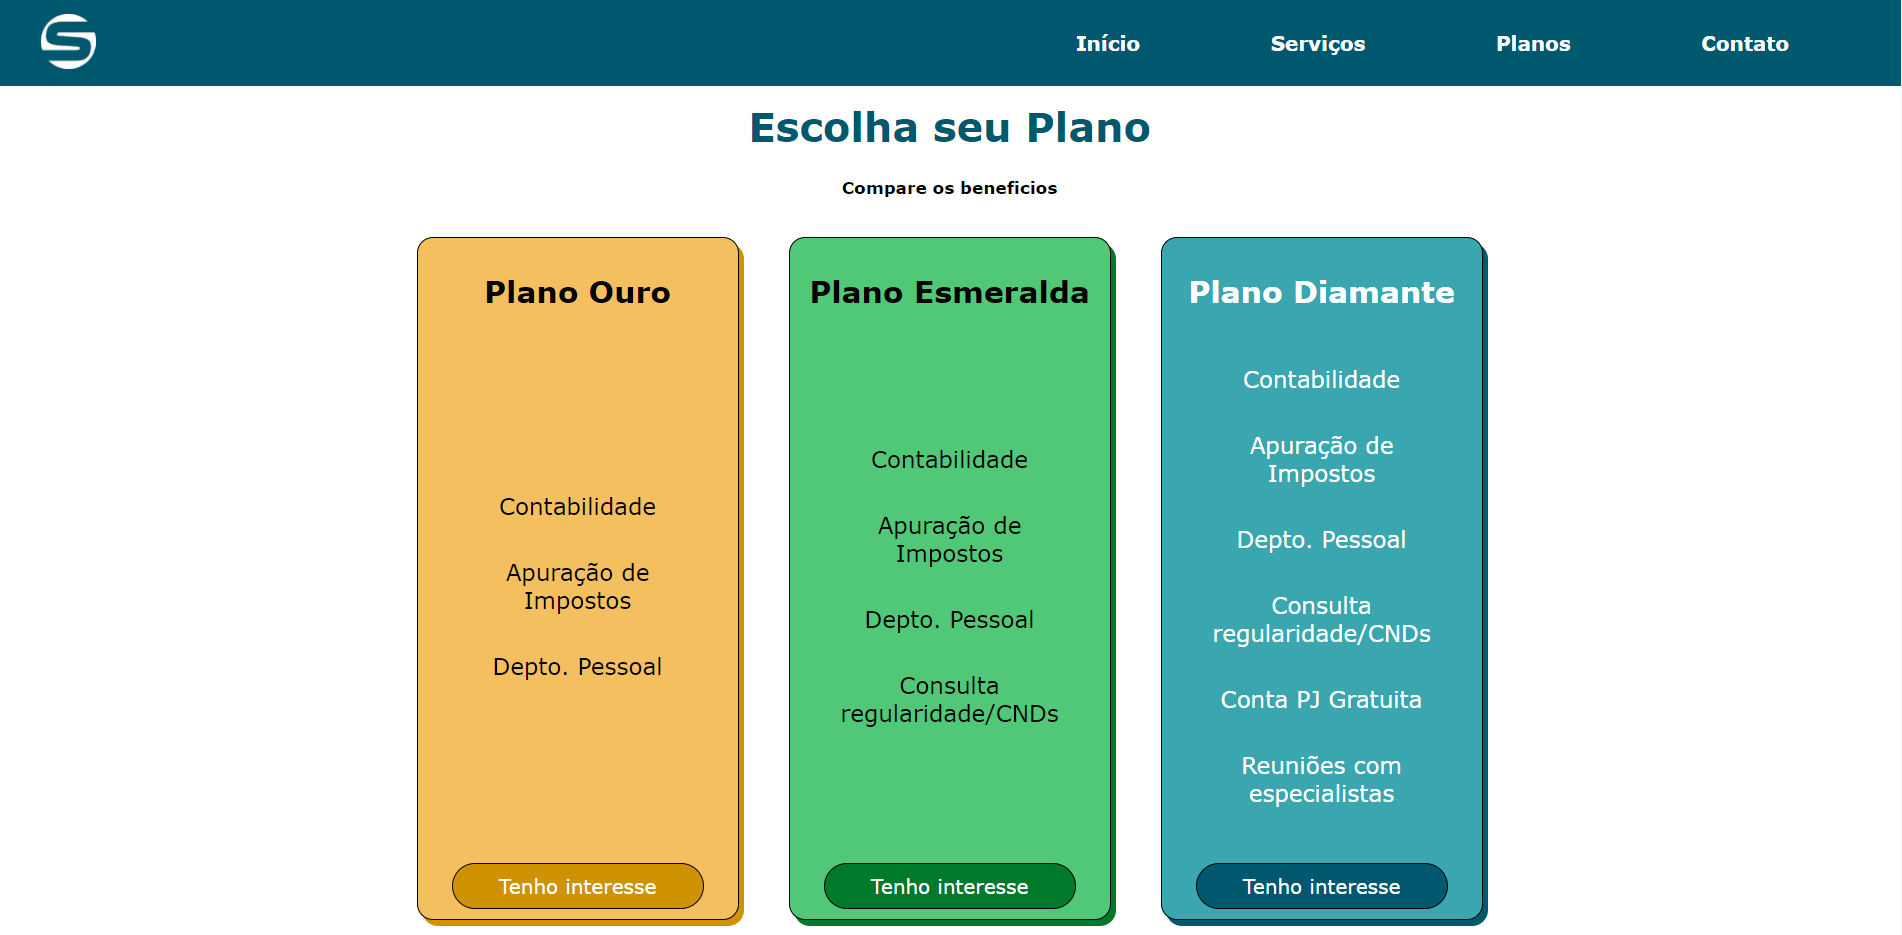 S
Início Serviços Planos Contato
Escolha seu Plano
Compare os beneficios
Plano Ouro
Contabilidade
Apuração de
Impostos
Depto. Pessoal
Tenho interesse
Plano Esmeralda
Contabilidade
Apuração de
Impostos
Depto. Pessoal
Consulta
regularidade/CNDs
Tenho interesse
Plano Diamante
Contabilidade
Apuração de
Impostos
Depto. Pessoal
Consulta
regularidade/CNDs
Conta PJ Gratuita
Reuniões com
especialistas
Tenho interesse